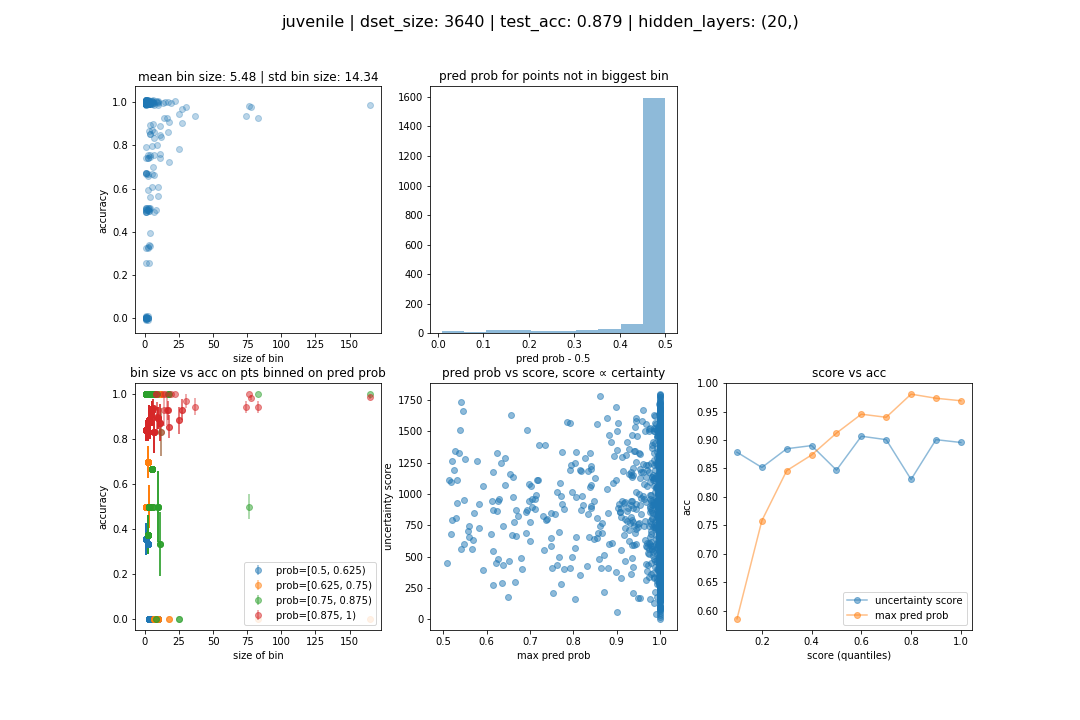 juvenile | dset_size: 3640 | test_acc: 0.879 | hidden_layers: (20,)
mean bin size: 5.48 | std bin size: 14.34
1.0
0.8
0.6
0.4
0.2
0.0
accuracy
0 25 50 75 100 125 150
size of bin
pred prob for points not in biggest bin
1600
1400
1200
1000
800
600
400
200
0
0.0 0.1 0.2 0.3 0.4 0.5
pred prob - 0.5
bin size vs acc on pts binned on pred prob
1.0
0.8
0.6
0.4
0.2
0.0
accuracy
prob=[0.5, 0.625)
prob=[0.625, 0.75)
prob=[0.75, 0.875)
prob=[0.875, 1)
0 25 50 75 100 125 150
size of bin
pred prob vs score, score ∝ certainty
1750
1500
1250
1000
750
500
250
0
uncertainty score
0.5 0.6 0.7 0.8 0.9 1.0
max pred prob
score vs acc
1.00
0.95
0.90
0.85
0.80
0.75
0.70
0.65
0.60
acc
uncertainty score
max pred prob
0.2 0.4 0.6 0.8 1.0
score (quantiles)